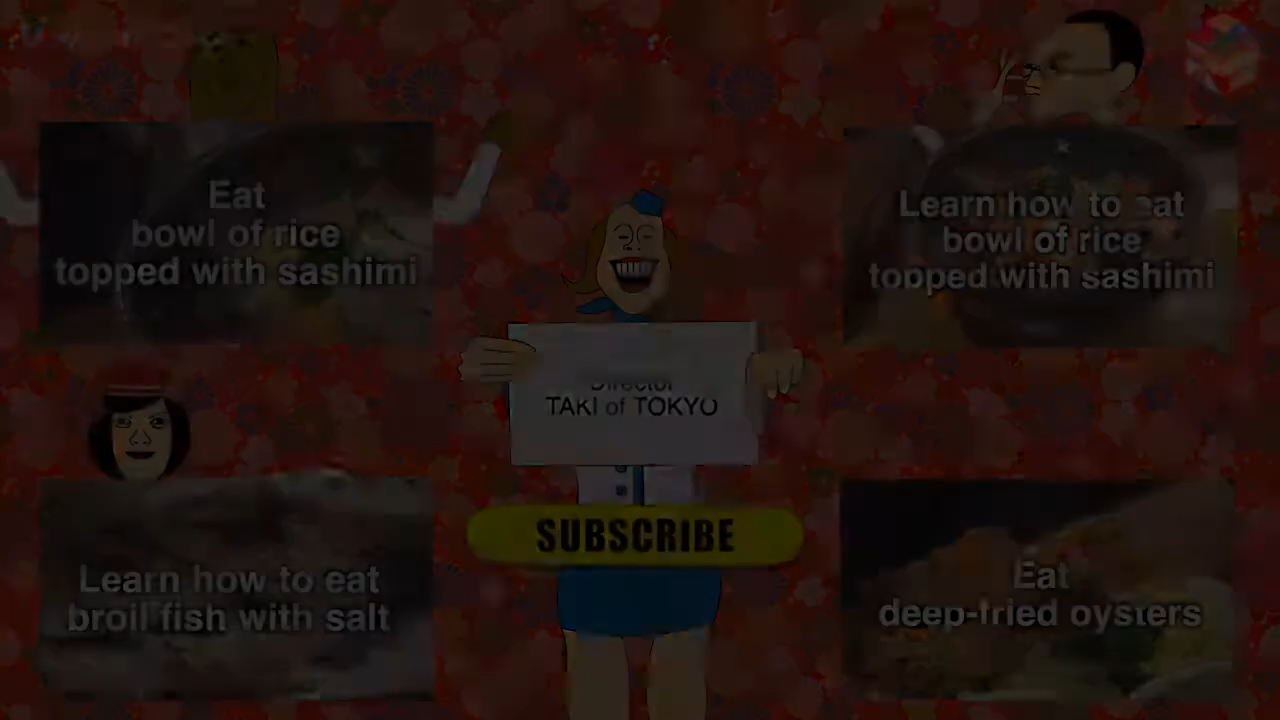 Eat
bowl of rice
topped with sashimi
Learn how to eat
bowl of rice
topped with sashimi
Director
TAKI of TOKYO
SUBSCRIBE
Learn how to eat
broil fish with salt
Eat
deep-fried oysters